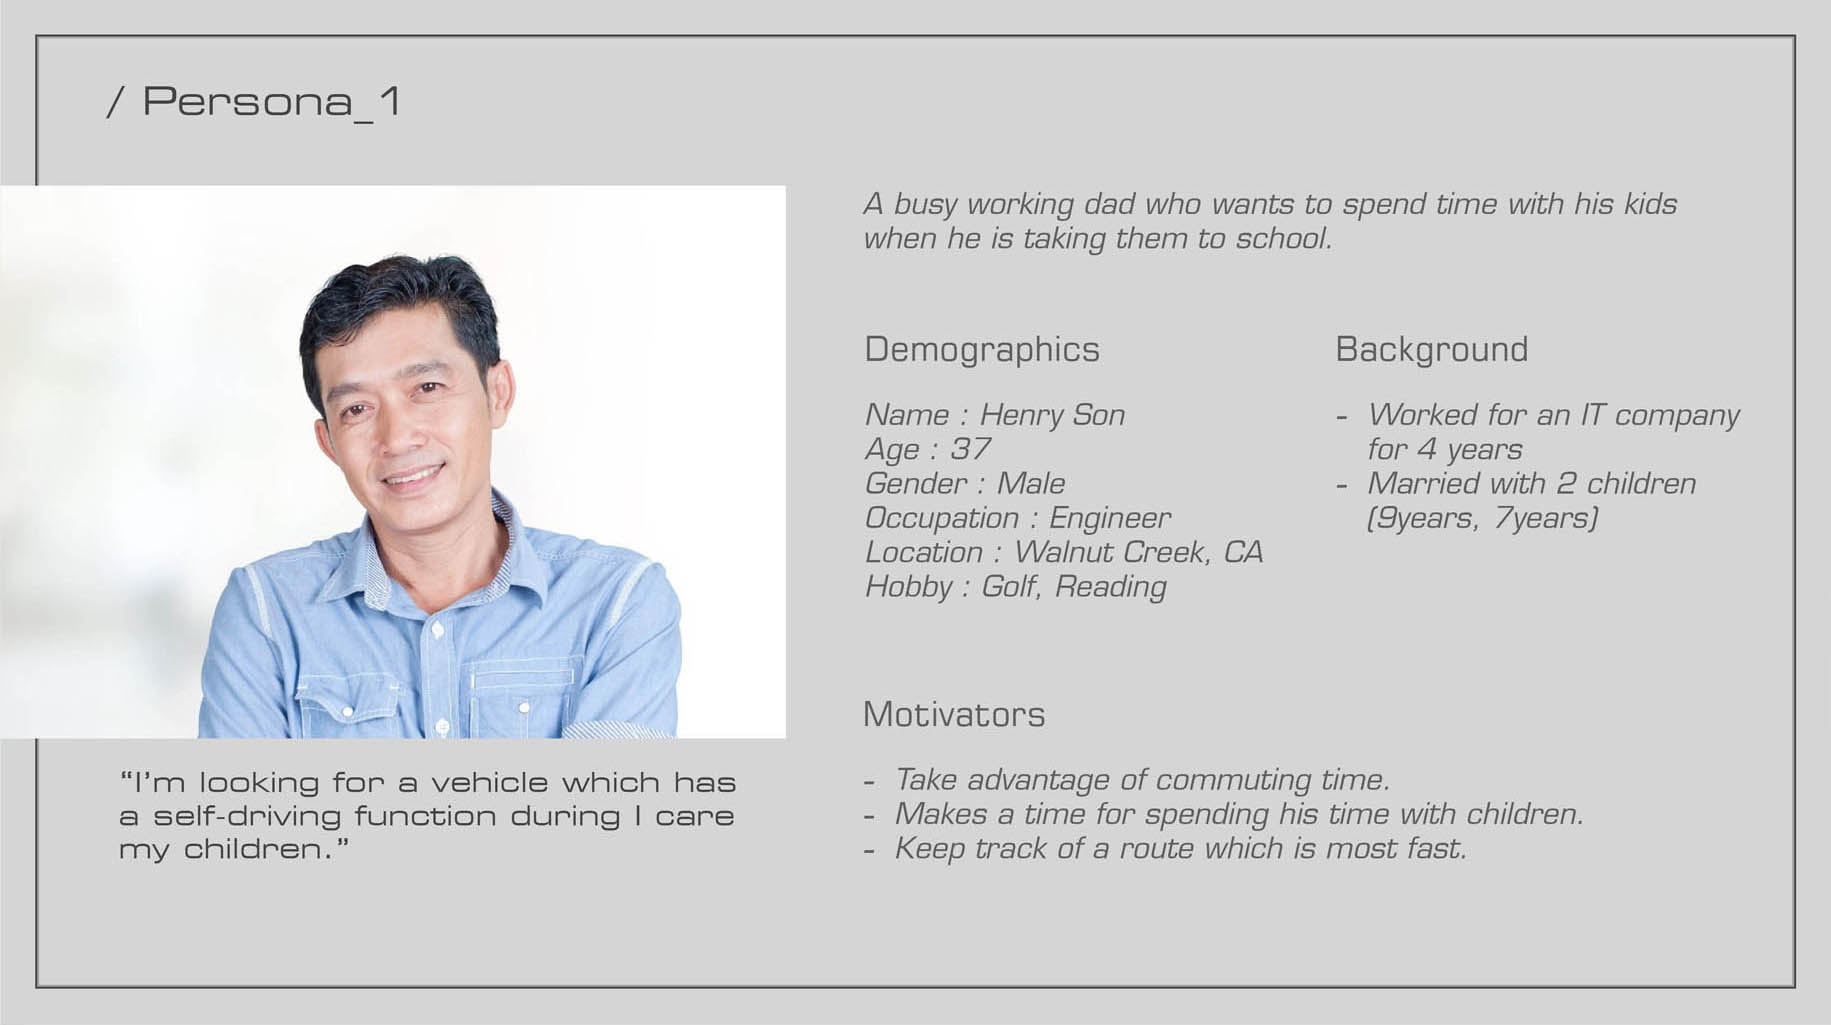 / Persona_1
A busy working dad who wants to spend time with his kids
when he is taking them to school.
Demographics
Name : Henry Son
Age : 37
Gender : Male
Occupation : Engineer
Location : Walnut Creek, CA
Hobby : Golf, Reading
Background
- Worked for an IT company
for 4 years
- Married with 2 children
(9years, 7years)
Motivators
- Take advantage of commuting time.
- Makes a time for spending his time with children.
- Keep track of a route which is most fast.
“I’m looking for a vehicle which has
a self-driving function during I care
my children.”